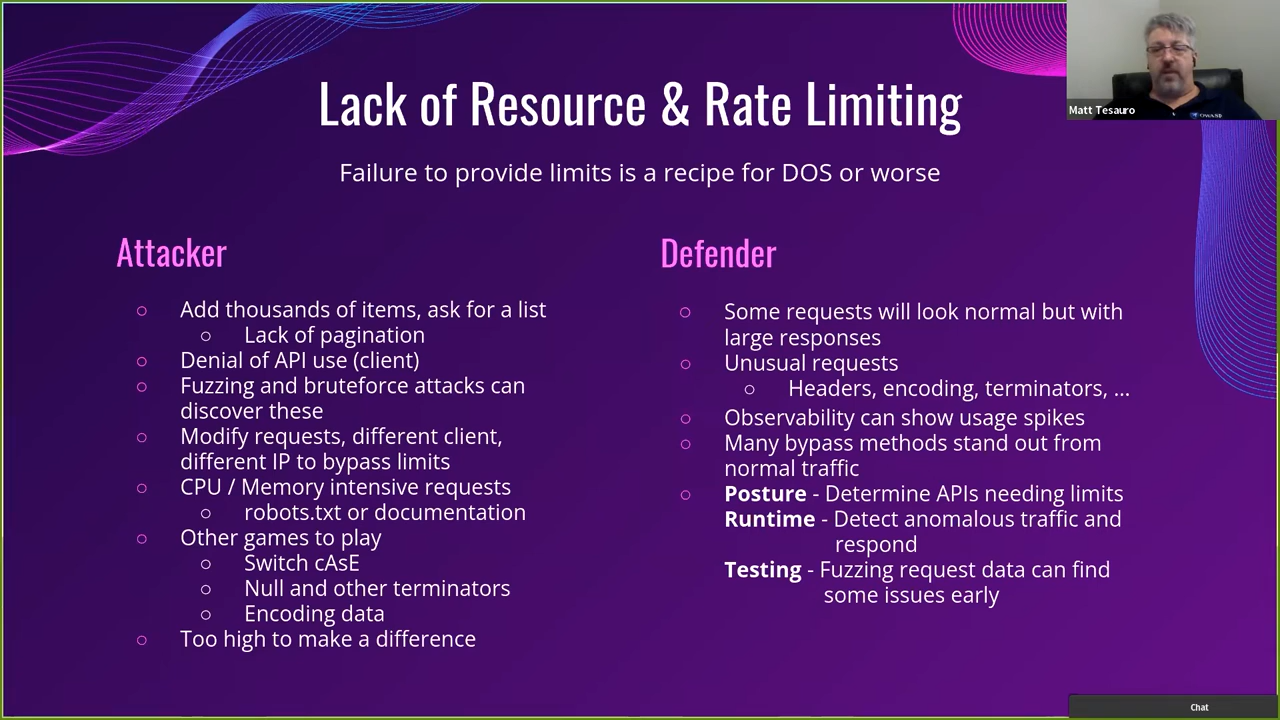 Lack of Resource & Rate Limiting
Failure to provide limits is a recipe for DOS or worse
Matt Tesauro
OWASP
Attacker
Add thousands of items, ask for a list
Lack of pagination
Denial of API use (client)
Fuzzing and bruteforce attacks can
discover these
Modify requests, different client,
different IP to bypass limits
CPU / Memory intensive requests
robots.txt or documentation
Other games to play
Switch cAsE
Null and other terminators
Encoding data
Too high to make a difference
Defender
Some requests will look normal but with
large responses
Unusual requests
Headers, encoding, terminators, ...
Observability can show usage spikes
Many bypass methods stand out from
normal traffic
Posture - Determine APIs needing limits
Runtime - Detect anomalous traffic and
respond
Testing - Fuzzing request data can find
some issues early
Chat